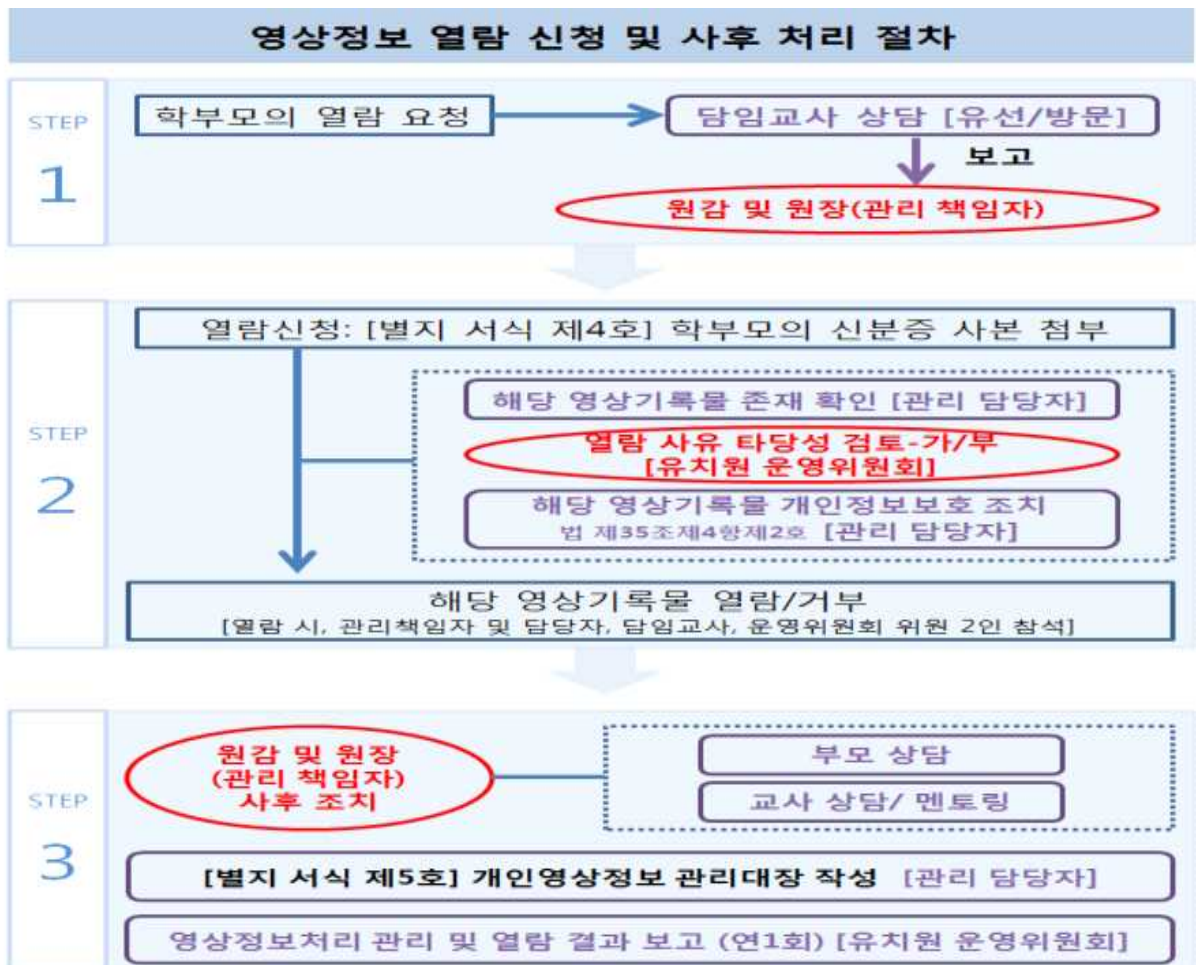 영상정보 열람 신청 및 사후 처리 절차
STEP
1
학부모의 열람 요청
담임교사 상담 [유선/방문]
보고
원감 및 원장(관리 책임자)
STEP
2
열람신청: [별지 서식 제4호] 학부모의 신분증 사본 첨부
해당 영상기록물 존재 확인 [관리 담당자]
열람 사유 타당성 검토-가/부
[유치원 운영위원회]
해당 영상기록물 개인정보보호 조치
법 제35조제4항제2호 [관리 담당자]
해당 영상기록물 열람/거부
[열람 시, 관리책임자 및 담당자, 담임교사, 운영위원회 위원 2인 참석]
STEP
3
원감 및 원장
(관리 책임자)
사후 조치
부모 상담
교사 상담/ 멘토링
[별지 서식 제5호] 개인영상정보 관리대장 작성 [관리 담당자]
영상정보처리 관리 및 열람 결과 보고 (연1회) [유치원 운영위원회]